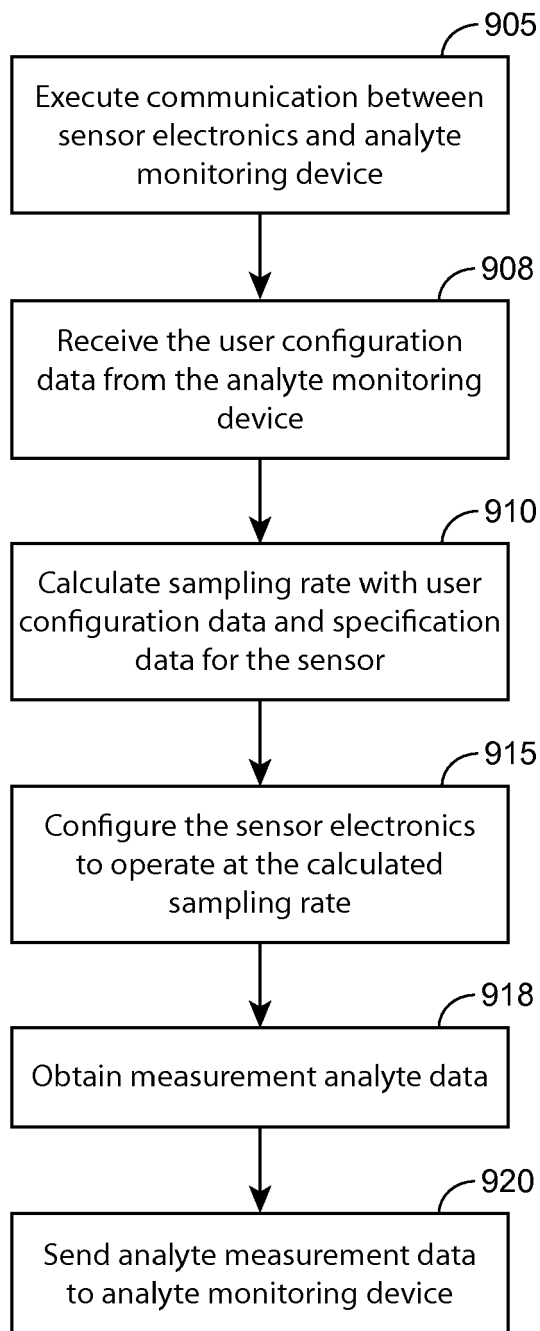 905
Execute communication between
sensor electronics and analyte
monitoring device
908
Receive the user configuration
data from the analyte monitoring
device
910
Calculate sampling rate with user
configuration data and specification
data for the sensor
915
Configure the sensor electronics
to operate at the calculated
sampling rate
918
Obtain measurement analyte data
920
Send analyte measurement data
to analyte monitoring device